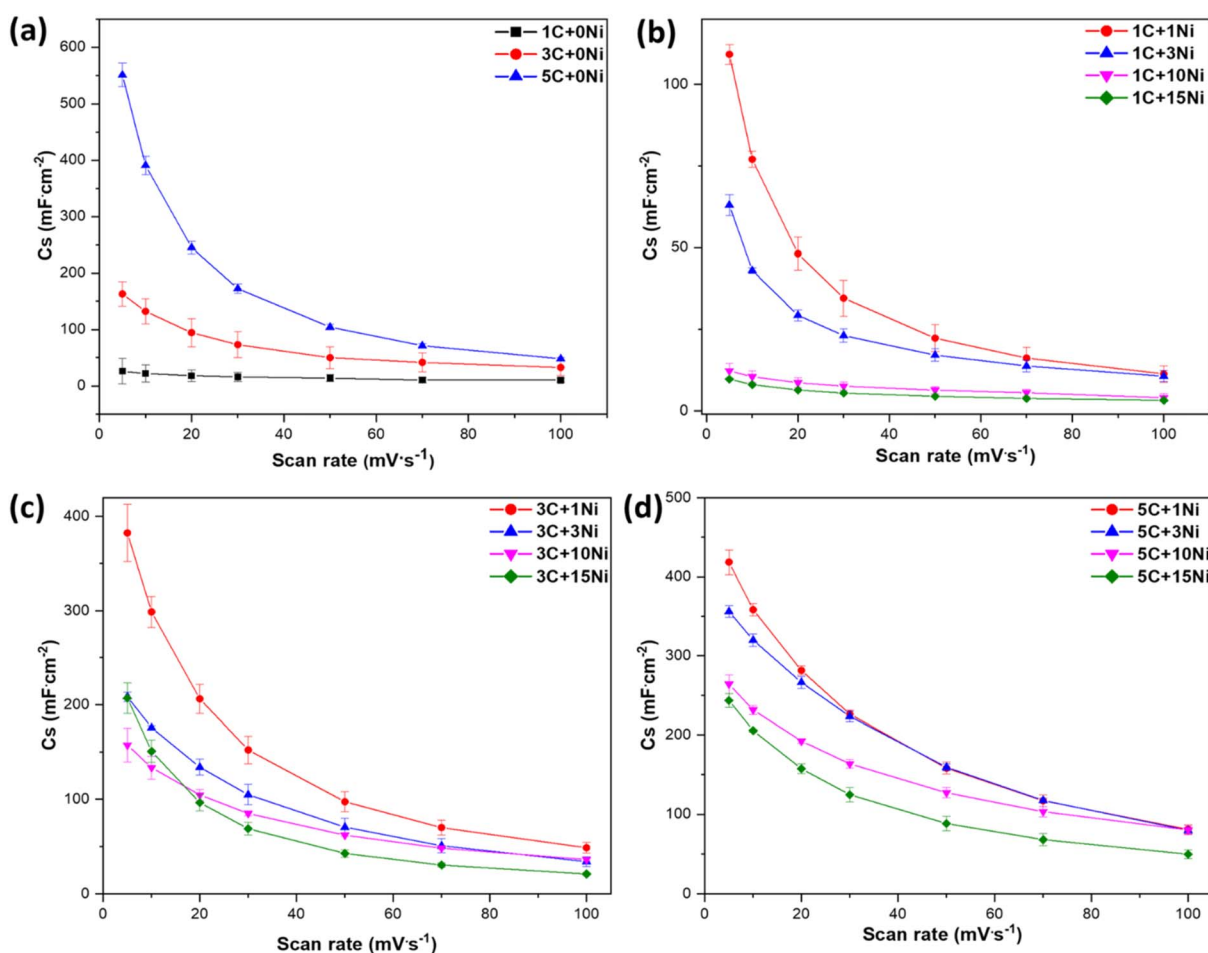 (a)
1C+0Ni
3C+0Ni
5C+0Ni
600
500
400
300
200
100
0
Cs (mF·cm⁻²)
0 20 40 60 80 100
Scan rate (mV·s⁻¹)
(b)
1C+1Ni
1C+3Ni
1C+10Ni
1C+15Ni
100
50
0
Cs (mF·cm⁻²)
0 20 40 60 80 100
Scan rate (mV·s⁻¹)
(c)
3C+1Ni
3C+3Ni
3C+10Ni
3C+15Ni
400
300
200
100
0
Cs (mF·cm⁻²)
0 20 40 60 80 100
Scan rate (mV·s⁻¹)
(d)
5C+1Ni
5C+3Ni
5C+10Ni
5C+15Ni
500
400
300
200
100
0
Cs (mF·cm⁻²)
0 20 40 60 80 100
Scan rate (mV·s⁻¹)